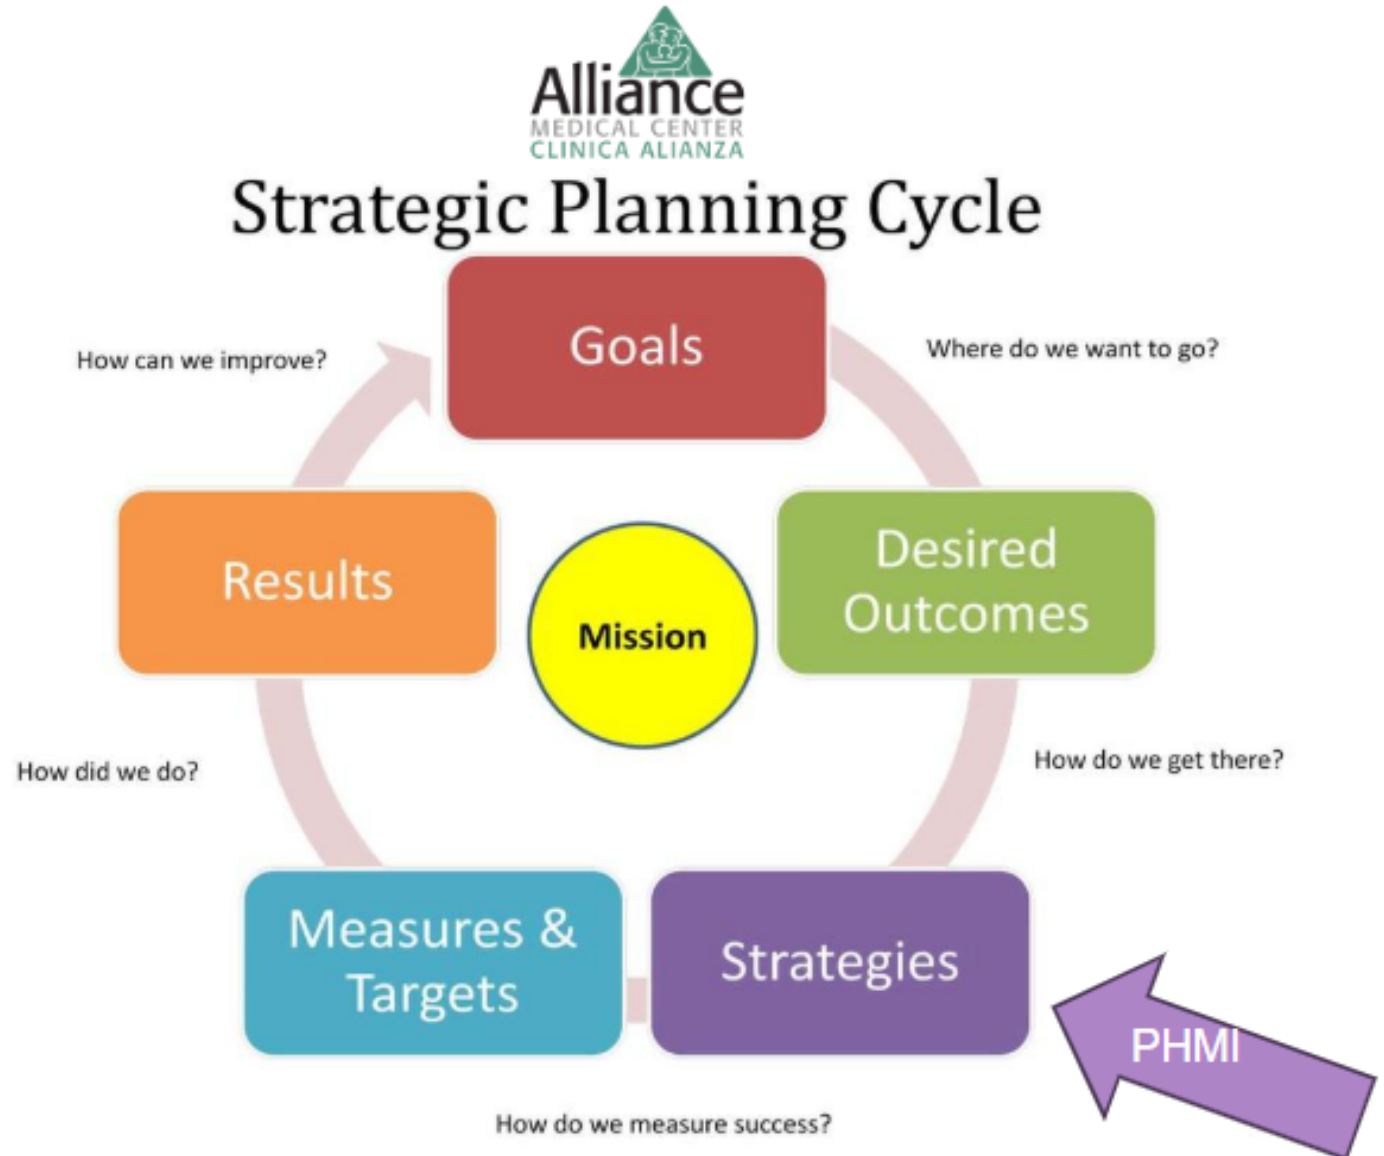 Alliance
MEDICAL CENTER
CLINICA ALIANZA
Strategic Planning Cycle
Goals
How can we improve?
Where do we want to go?
Desired
Outcomes
Results
Mission
How did we do?
How do we get there?
Measures &
Targets
Strategies
PHMI
How do we measure success?